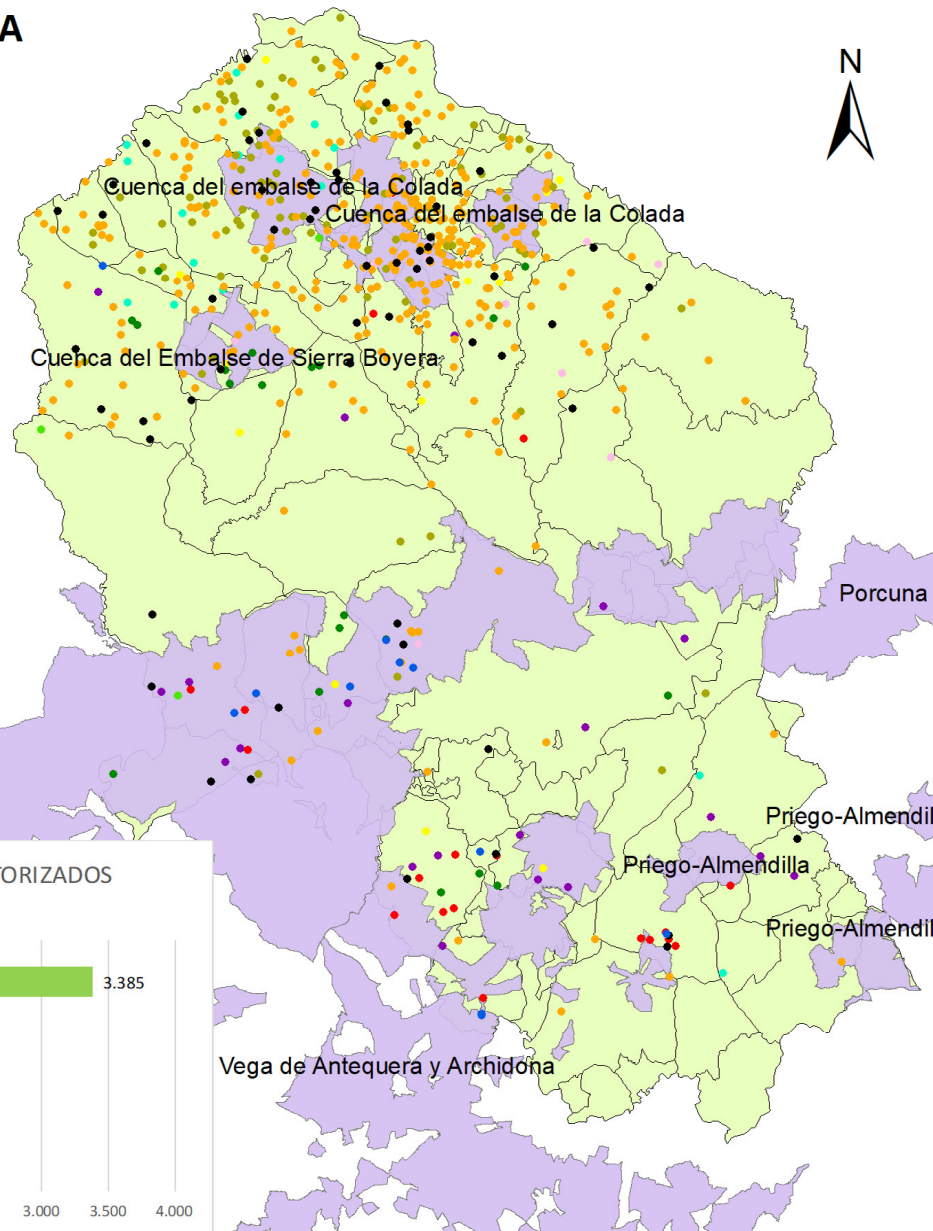 A
N
Cuenca del embalse de la Colada
Cuenca del embalse de la Colada
Cuenca del Embalse de Sierra Boyera
Porcuna
Priego-Almendil
Priego-Almendilla
Priego-Almendil
TORIZADOS
3.385
Vega de Antequera y Archidona
3.000 3.500 4.000